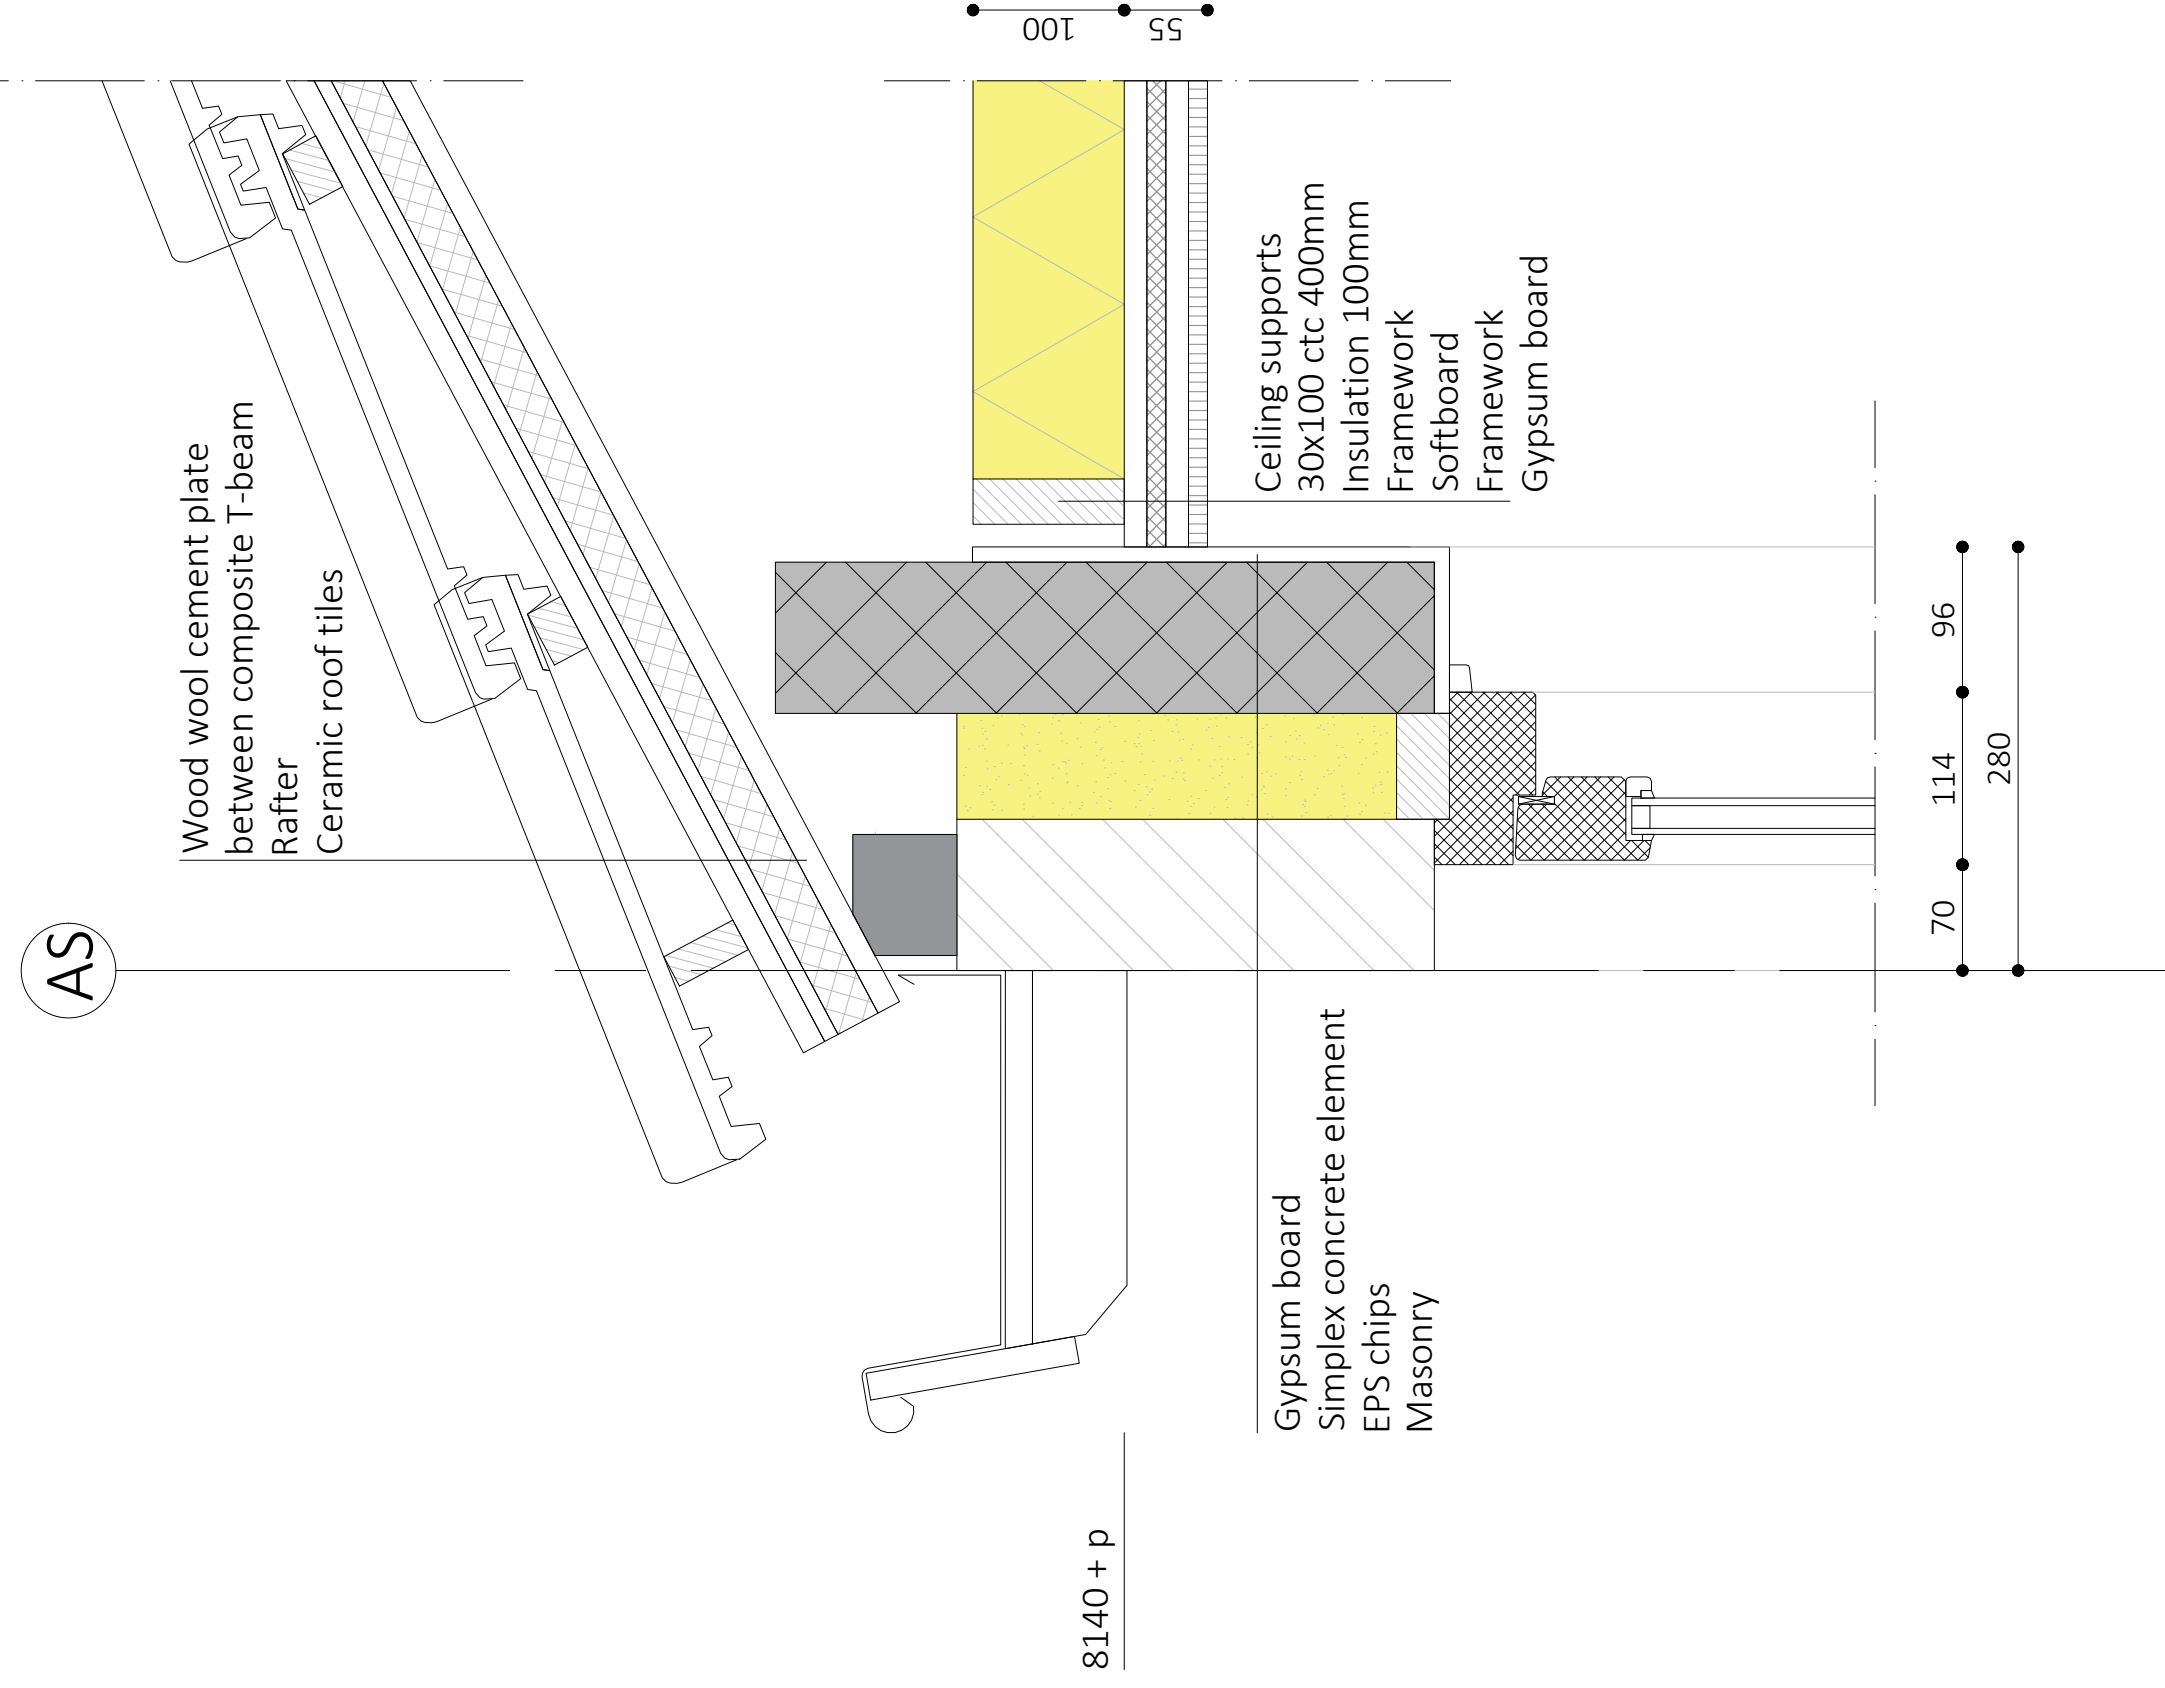 AS
Wood wool cement plate
between composite T-beam
Rafter
Ceramic roof tiles
100
55
Ceiling supports
30x100 ctc 400mm
Insulation 100mm
Framework
Softboard
Framework
Gypsum board
Gypsum board
Simplex concrete element
EPS chips
Masonry
8140 + p
70
114
96
280